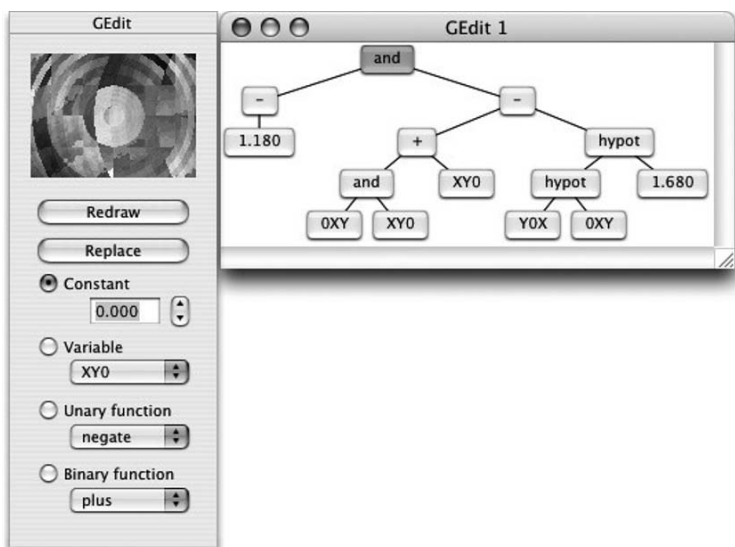 GEdit
Redraw
Replace
Constant
0.000
Variable
XY0
Unary function
negate
Binary function
plus
GEdit 1
and
- -
1.180 + hypot
and XY0 hypot 1.680
0XY XY0 Y0X 0XY